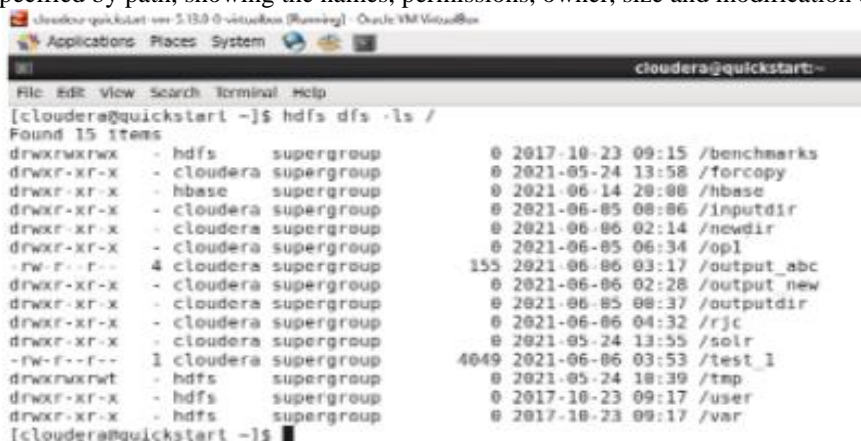 specified by path, showing the names, permissions, owner, size and modification
cloudera-quickstart-vm-5.13.0-0-virtualbox [Running] - Oracle VM VirtualBox
Applications Places System
cloudera@quickstart:~
File Edit View Search Terminal Help
[cloudera@quickstart ~]$ hdfs dfs -ls /
Found 15 items
drwxrwxrwx - hdfs supergroup 0 2017-10-23 09:15 /benchmarks
drwxr-xr-x - cloudera supergroup 0 2021-05-24 13:58 /forcopy
drwxr-xr-x - hbase supergroup 0 2021-06-14 20:08 /hbase
drwxr-xr-x - cloudera supergroup 0 2021-06-05 08:06 /inputdir
drwxr-xr-x - cloudera supergroup 0 2021-06-06 02:14 /newdir
drwxr-xr-x - cloudera supergroup 0 2021-06-05 06:34 /op1
-rw-r--r-- 4 cloudera supergroup 155 2021-06-06 03:17 /output_abc
drwxr-xr-x - cloudera supergroup 0 2021-06-06 02:28 /output_new
drwxr-xr-x - cloudera supergroup 0 2021-06-05 08:37 /outputdir
drwxr-xr-x - cloudera supergroup 0 2021-06-06 04:32 /rjc
drwxr-xr-x - cloudera supergroup 0 2021-05-24 13:55 /solr
-rw-r--r-- 1 cloudera supergroup 4049 2021-06-06 03:53 /test_1
drwxrwxrwt - hdfs supergroup 0 2021-05-24 10:39 /tmp
drwxr-xr-x - hdfs supergroup 0 2017-10-23 09:17 /user
drwxr-xr-x - hdfs supergroup 0 2017-10-23 09:17 /var
[cloudera@quickstart ~]$